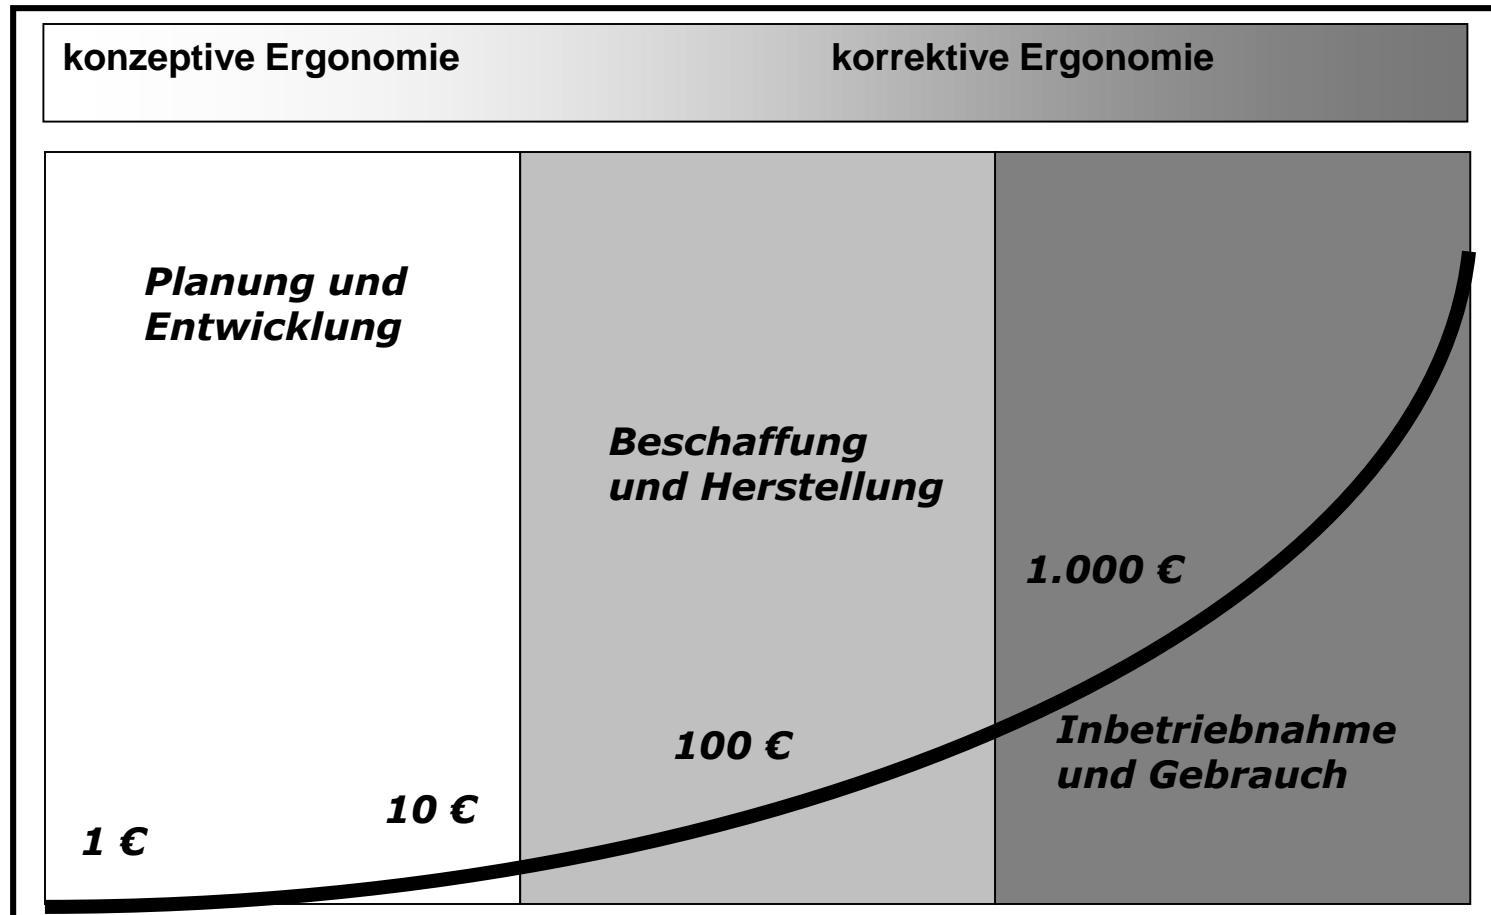 konzeptive Ergonomie
korrektive Ergonomie
Planung und
Entwicklung
Beschaffung
und Herstellung
1.000 €
Inbetriebnahme
und Gebrauch
100 €
10 €
1 €